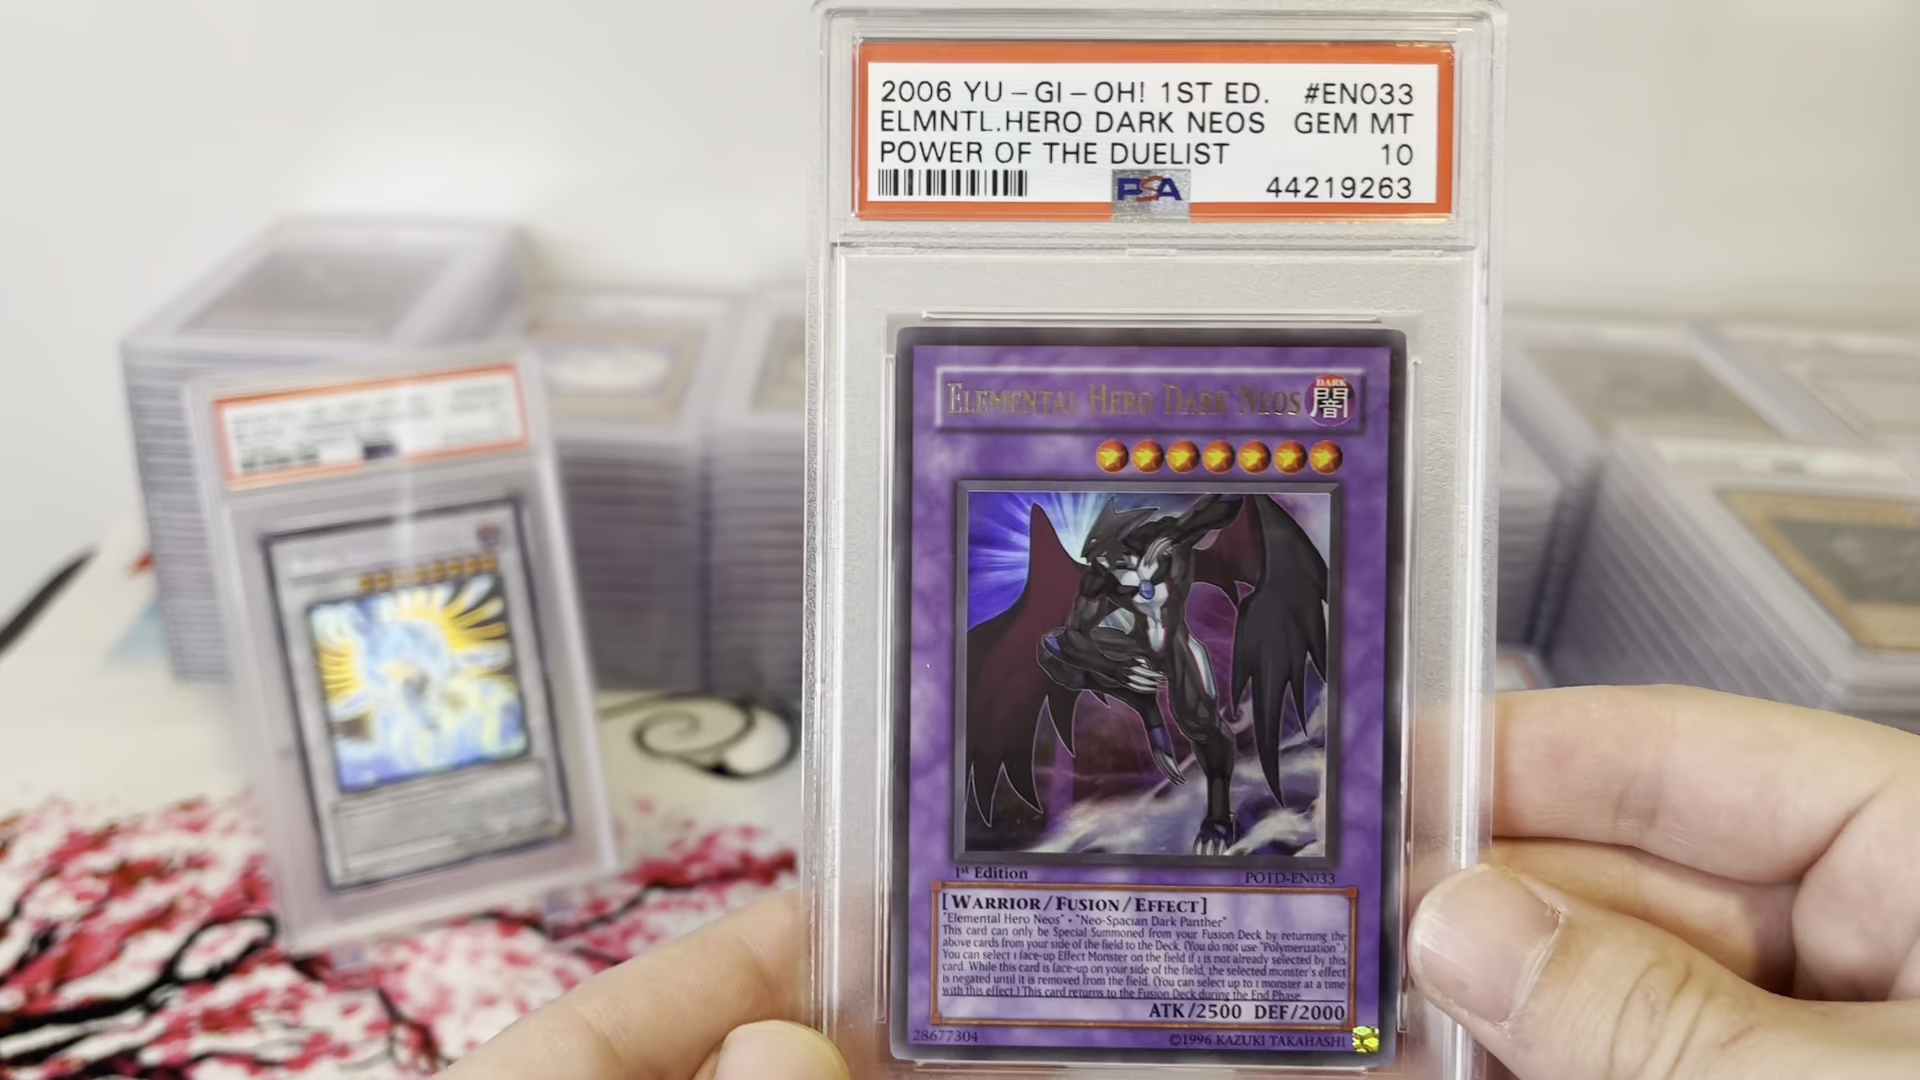 2006 YU-GI-OH! 1ST ED. #EN033
ELMNTL.HERO DARK NEOS GEM MT
POWER OF THE DUELIST 10
PSA 44219263
ELEMENTAL HERO DARK NEOS
DARK
闇
1st Edition POTD-EN033
[WARRIOR/FUSION/EFFECT]
"Elemental Hero Neos" • "Neo-Spacian Dark Panther"
This card can only be Special Summoned from your Fusion Deck by returning the
above cards from your side of the field to the Deck. (You do not use "Polymerization".)
You can select 1 face-up Effect Monster on the field if 1 is not already selected by this
card. While this card is face-up on your side of the field, the selected monster's effect
is negated until it is removed from the field. (You can select up to 1 monster at a time
with this effect.) This card returns to the Fusion Deck during the End Phase.
ATK/2500 DEF/2000
28677304 ©1996 KAZUKI TAKAHASHI